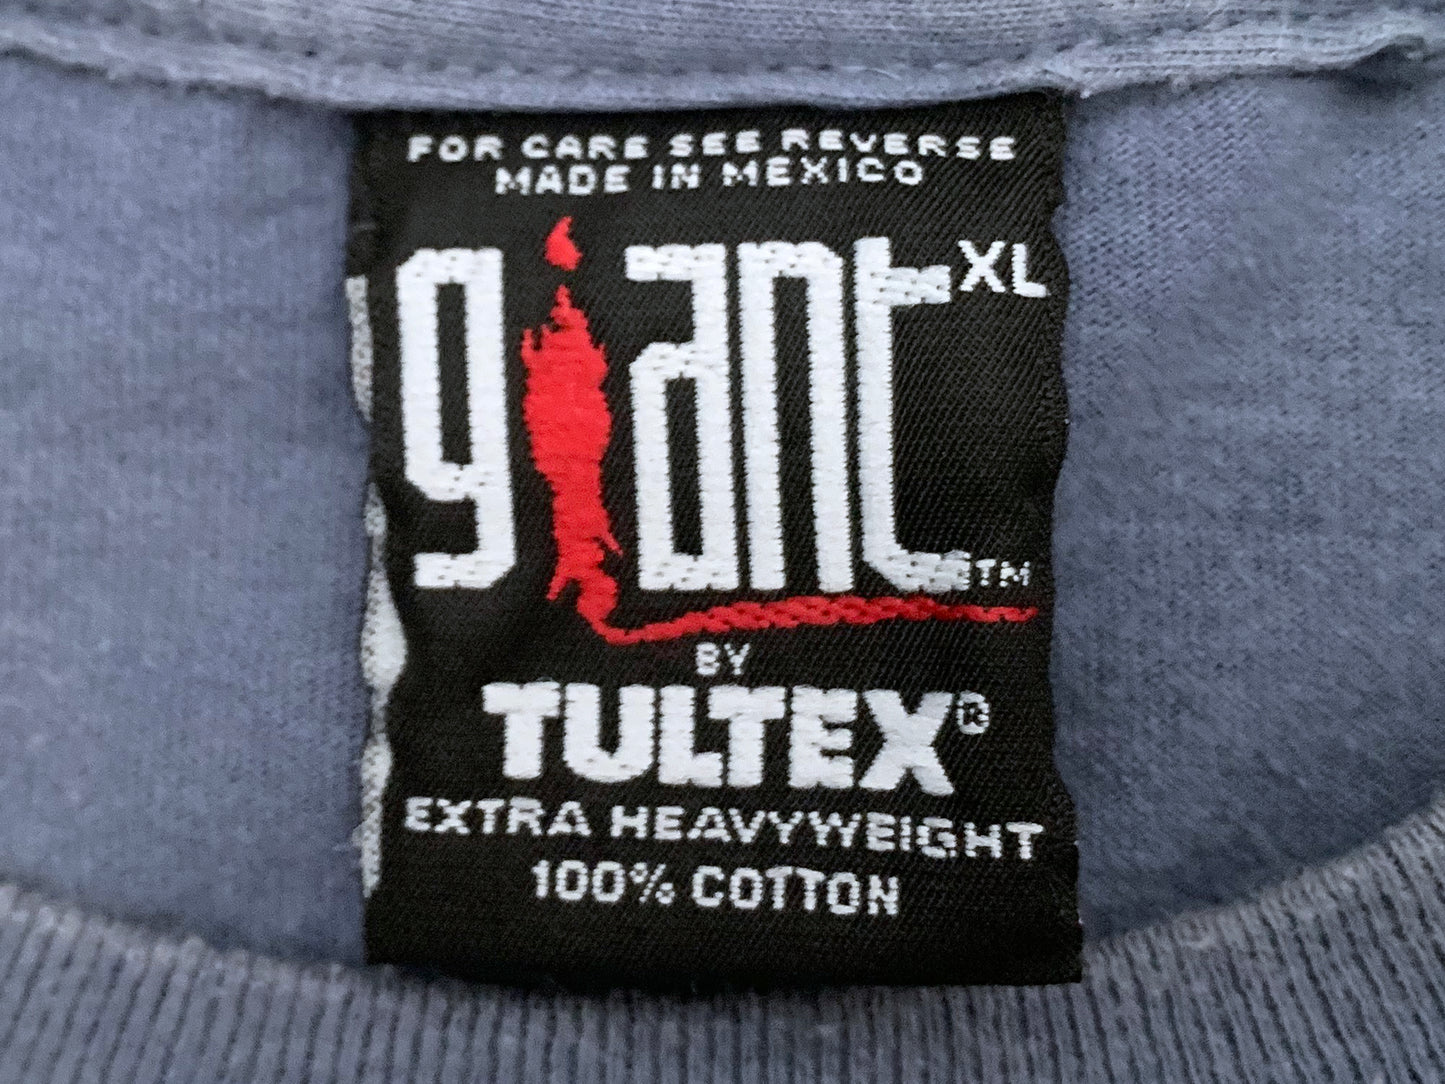 FOR CARE SEE REVERSE
MADE IN MEXICO
giant XL
TM
BY
TULTEX®
EXTRA HEAVYWEIGHT
100% COTTON